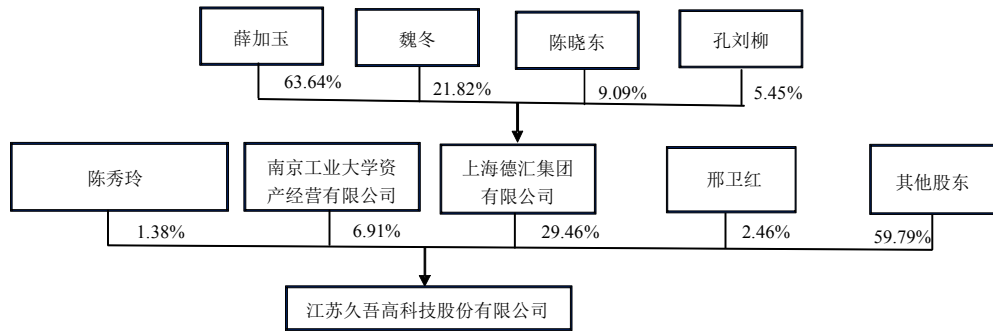 薛加玉
魏冬
陈晓东
孔刘柳
63.64%
21.82%
9.09%
5.45%
陈秀玲
南京工业大学资
产经营有限公司
上海德汇集团
有限公司
邢卫红
其他股东
1.38%
6.91%
29.46%
2.46%
59.79%
江苏久吾高科技股份有限公司